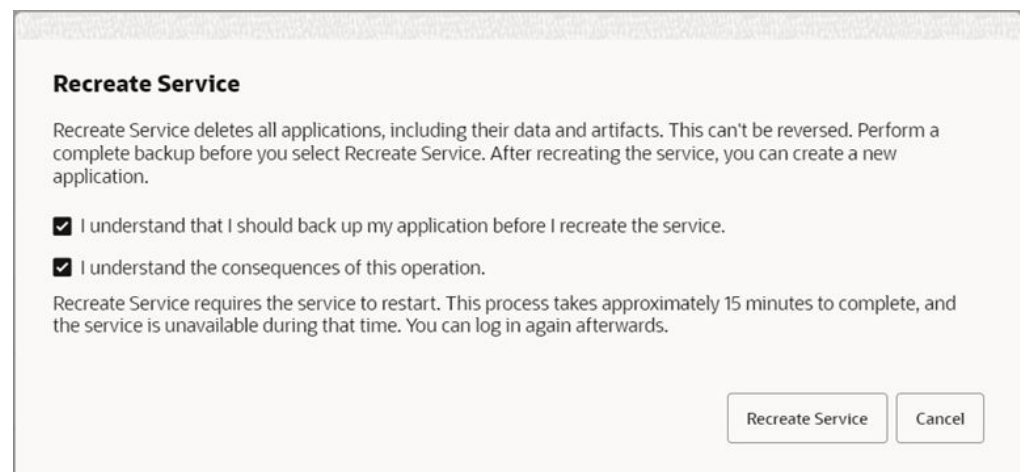 Recreate Service
Recreate Service deletes all applications, including their data and artifacts. This can't be reversed. Perform a
complete backup before you select Recreate Service. After recreating the service, you can create a new
application.
I understand that I should back up my application before I recreate the service.
I understand the consequences of this operation.
Recreate Service requires the service to restart. This process takes approximately 15 minutes to complete, and
the service is unavailable during that time. You can log in again afterwards.
Recreate Service Cancel